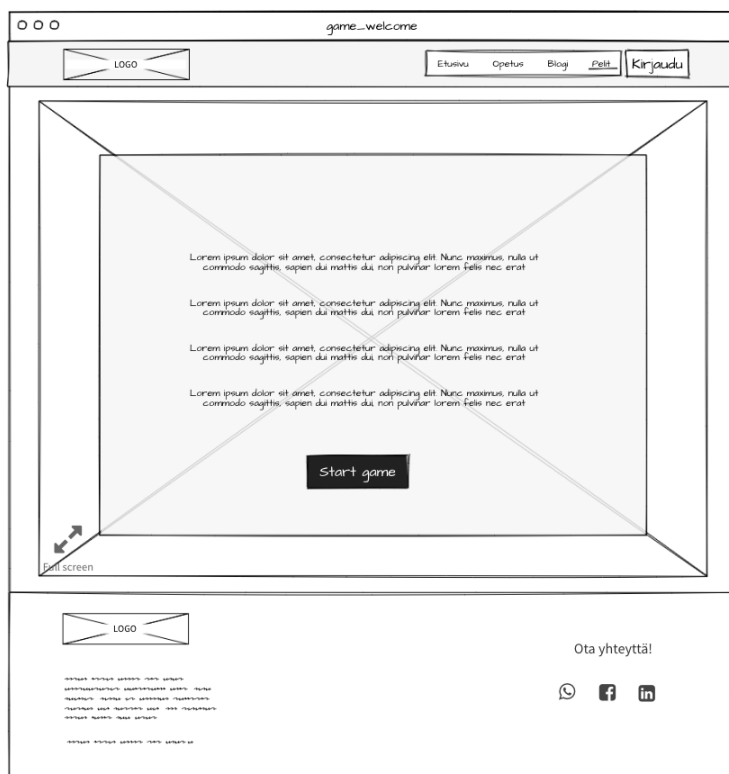 game_welcome
LOGO
Etusivu Opetus Blogi Pelit Kirjaudu
Lorem ipsum dolor sit amet, consectetur adipiscing elit. Nunc maximus, nulla ut
commodo sagittis, sapien dui mattis dui, non pulvinar lorem felis nec erat
Lorem ipsum dolor sit amet, consectetur adipiscing elit. Nunc maximus, nulla ut
commodo sagittis, sapien dui mattis dui, non pulvinar lorem felis nec erat
Lorem ipsum dolor sit amet, consectetur adipiscing elit. Nunc maximus, nulla ut
commodo sagittis, sapien dui mattis dui, non pulvinar lorem felis nec erat
Lorem ipsum dolor sit amet, consectetur adipiscing elit. Nunc maximus, nulla ut
commodo sagittis, sapien dui mattis dui, non pulvinar lorem felis nec erat
Start game
Full screen
LOGO
Ota yhteyttä!